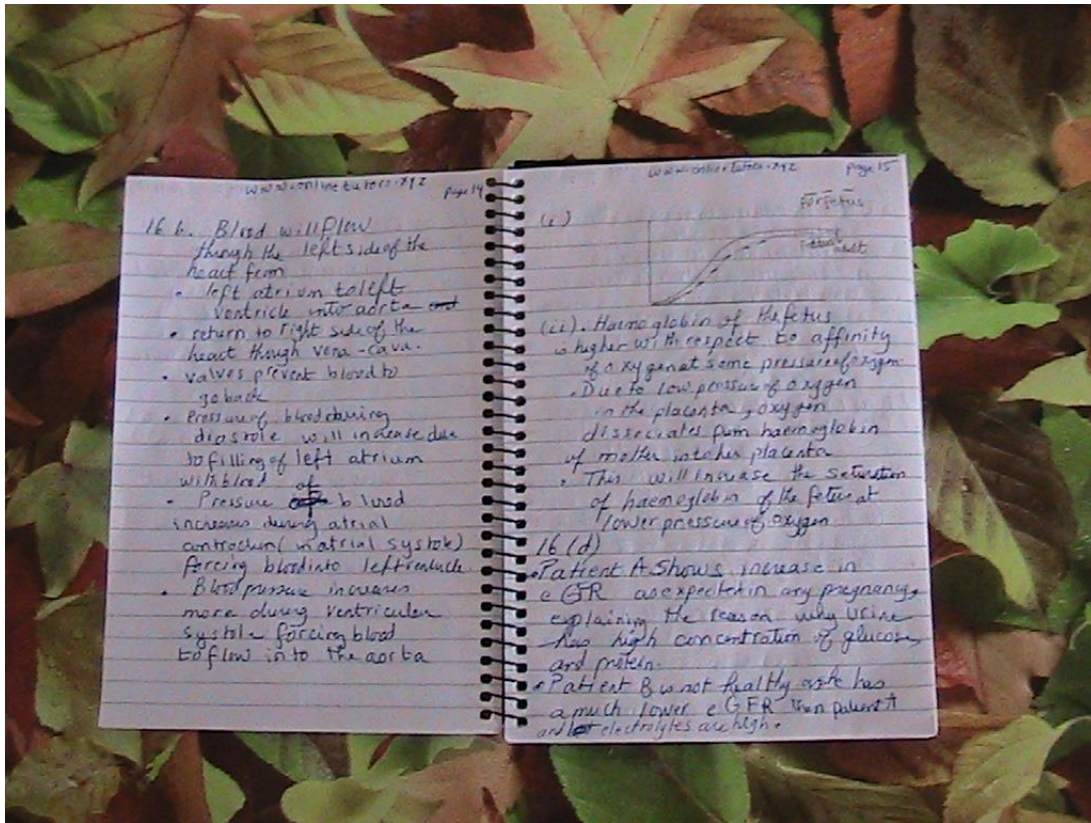 www.onlinetutors.xyz page 14
16 b. Blood will flow
though the left side of the
heart from
• left atrium to left
ventricle into aorta
• return to right side of the
heart though vena-cava.
• valves prevent blood to
go back
• Pressure of blood during
diastole will increase due
to filling of left atrium
with blood of
• Pressure blood
increases during atrial
contraction (in atrial systole)
forcing blood into left
• Blood pressure increases
more during ventricular
systole forcing blood
to flow into the aorta
www.onlinetutors.xyz page 15
For fetus
(i)
fetus
adult
(ii). Haemoglobin of the fetus
is higher with respect to affinity
of oxygen at same pressure of oxygen.
• Due to low pressure of oxygen
in the placenta, oxygen
dissociates from haemoglobin
of mother into her placenta
• This will increase the saturation
of haemoglobin of the fetus at
lower pressure of oxygen
16 (d)
• Patient A shows increase in
eGFR as expected in any pregnancy,
explaining the reason why urine
has high concentration of glucose,
and protein.
• Patient B is not healthy as he has
a much lower eGFR than patient A
and electrolytes are high.